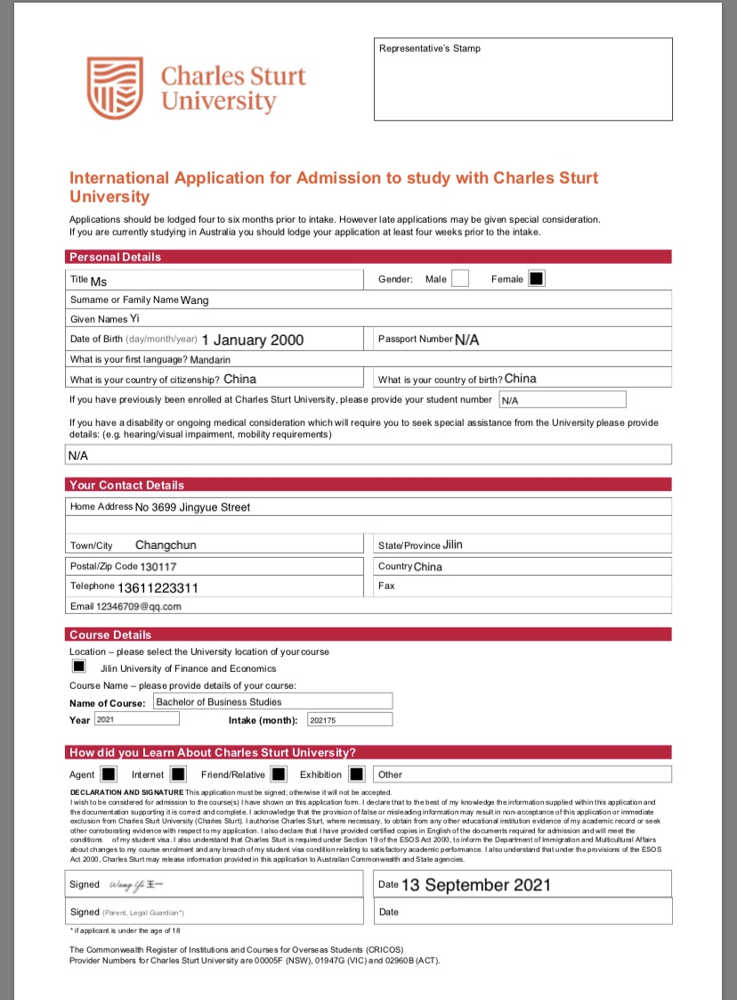 Charles Sturt
University
Representative's Stamp
International Application for Admission to study with Charles Sturt
University
Applications should be lodged four to six months prior to intake. However late applications may be given special consideration.
If you are currently studying in Australia you should lodge your application at least four weeks prior to the intake.
Personal Details
Title Ms
Gender: Male Female
Surname or Family Name Wang
Given Names Yi
Date of Birth (day/month/year) 1 January 2000
Passport Number N/A
What is your first language? Mandarin
What is your country of citizenship? China
What is your country of birth? China
If you have previously been enrolled at Charles Sturt University, please provide your student number N/A
If you have a disability or ongoing medical consideration which will require you to seek special assistance from the University please provide
details: (e.g. hearing/visual impairment, mobility requirements)
N/A
Your Contact Details
Home Address No 3699 Jingyue Street
Town/City Changchun
State/Province Jilin
Postal/Zip Code 130117
Country China
Telephone 13611223311
Fax
Email 12346709@qq.com
Course Details
Location – please select the University location of your course
Jilin University of Finance and Economics
Course Name – please provide details of your course:
Name of Course: Bachelor of Business Studies
Year 2021
Intake (month): 202175
How did you Learn About Charles Sturt University?
Agent Internet Friend/Relative Exhibition Other
DECLARATION AND SIGNATURE This application must be signed; otherwise it will not be accepted.
I wish to be considered for admission to the course(s) I have shown on this application form. I declare that to the best of my knowledge the information supplied within this application and
the documentation supporting it is correct and complete. I acknowledge that the provision of false or misleading information may result in non-acceptance of this application or immediate
exclusion from Charles Sturt University (Charles Sturt). I authorise Charles Sturt, where necessary, to obtain from any other educational institution evidence of my academic record or seek
other corroborating evidence with respect to my application. I also declare that I have provided certified copies in English of the documents required for admission and will meet the
conditions of my student visa. I also understand that Charles Sturt is required under Section 19 of the ESOS Act 2000, to inform the Department of Immigration and Multicultural Affairs
about changes to my course enrolment and any breach of my student visa condition relating to satisfactory academic performance. I also understand that under the provisions of the ESOS
Act 2000, Charles Sturt may release information provided in this application to Australian Commonwealth and State agencies.
Signed Wang Yi 王一
Date 13 September 2021
Signed (Parent, Legal Guardian*)
Date
* if applicant is under the age of 18
The Commonwealth Register of Institutions and Courses for Overseas Students (CRICOS)
Provider Numbers for Charles Sturt University are 00005F (NSW), 01947G (VIC) and 02960B (ACT).